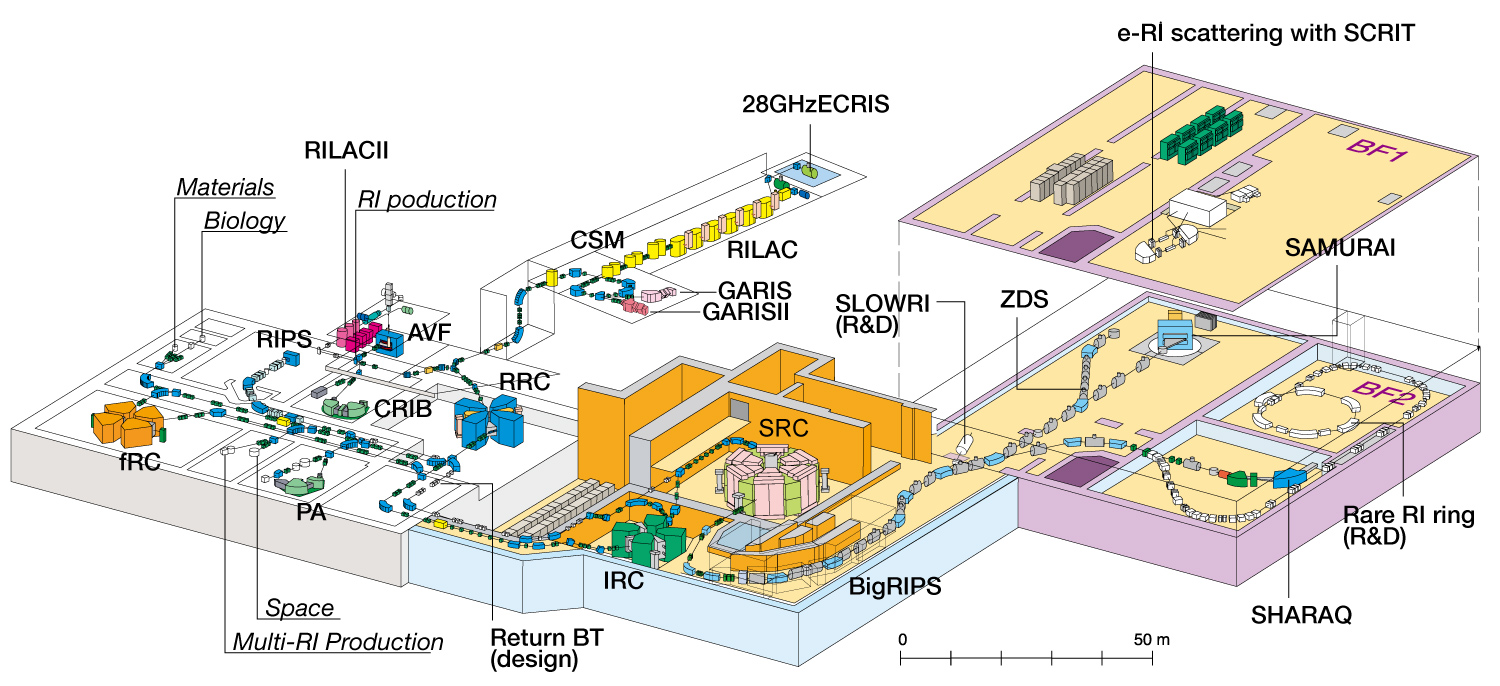 e-RI scattering with SCRIT
28GHzECRIS
RILACII
BF1
Materials
RI poduction
Biology
CSM
RILAC
SAMURAI
GARIS
SLOWRI
(R&D)
ZDS
GARISII
RIPS
AVF
RRC
BF2
CRIB
SRC
fRC
PA
Rare RI ring
(R&D)
IRC
BigRIPS
Space
SHARAQ
Multi-RI Production
Return BT
(design)
0
50 m